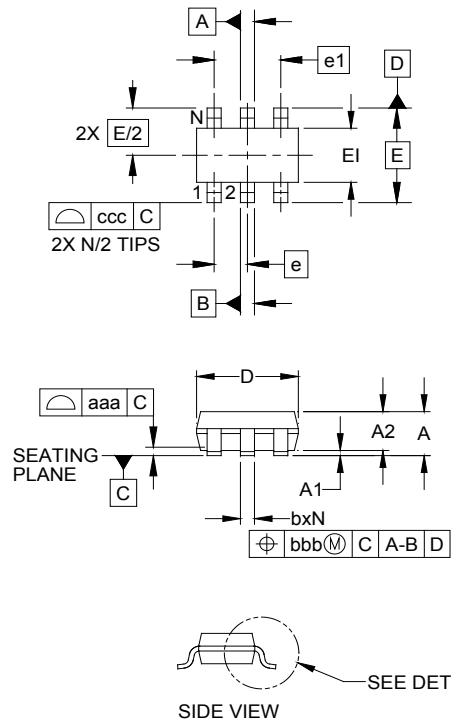 A
e1
D
N
2X E/2
EI
E
1 2
ccc C
2X N/2 TIPS
e
B
D
aaa C
A2
A
SEATING
PLANE
C
A1
bxN
bbbⓂ C A-B D
SEE DET
SIDE VIEW